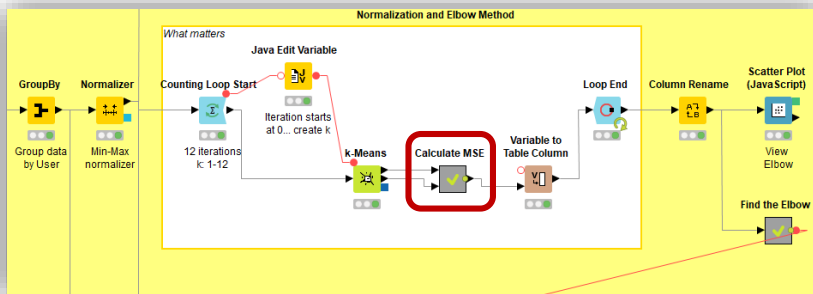 Normalization and Elbow Method
What matters
Java Edit Variable
Iteration starts
at 0... create k
GroupBy
Group data
by User
Normalizer
Min-Max
normalizer
Counting Loop Start
12 iterations
k: 1-12
k-Means
Calculate MSE
Variable to
Table Column
Loop End
Column Rename
Scatter Plot
(JavaScript)
View
Elbow
Find the Elbow